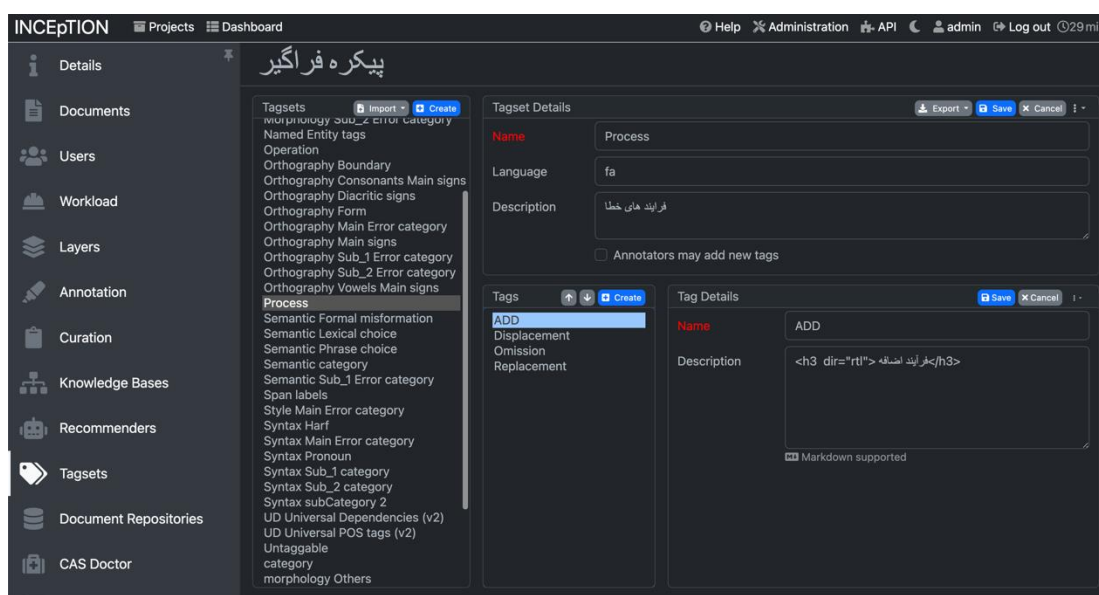 INCEpTION Projects Dashboard Help Administration API admin Log out 29 mi
Details
Documents
Users
Workload
Layers
Annotation
Curation
Knowledge Bases
Recommenders
Tagsets
Document Repositories
CAS Doctor
پیکره فراگیر
Tagsets Import Create
Morphology Sub_2 Error category
Named Entity tags
Operation
Orthography Boundary
Orthography Consonants Main signs
Orthography Diacritic signs
Orthography Form
Orthography Main Error category
Orthography Main signs
Orthography Sub_1 Error category
Orthography Sub_2 Error category
Orthography Vowels Main signs
Process
Semantic Formal misformation
Semantic Lexical choice
Semantic Phrase choice
Semantic category
Semantic Sub_1 Error category
Span labels
Style Main Error category
Syntax Harf
Syntax Main Error category
Syntax Pronoun
Syntax Sub_1 category
Syntax Sub_2 category
Syntax subCategory 2
UD Universal Dependencies (v2)
UD Universal POS tags (v2)
Untaggable
category
morphology Others
Tagset Details Export Save Cancel
Name Process
Language fa
Description فرایند های خطا
Annotators may add new tags
Tags Create
ADD
Displacement
Omission
Replacement
Tag Details Save Cancel
Name ADD
Description <h3 dir="rtl"> فرآیند اضافه</h3>
Markdown supported